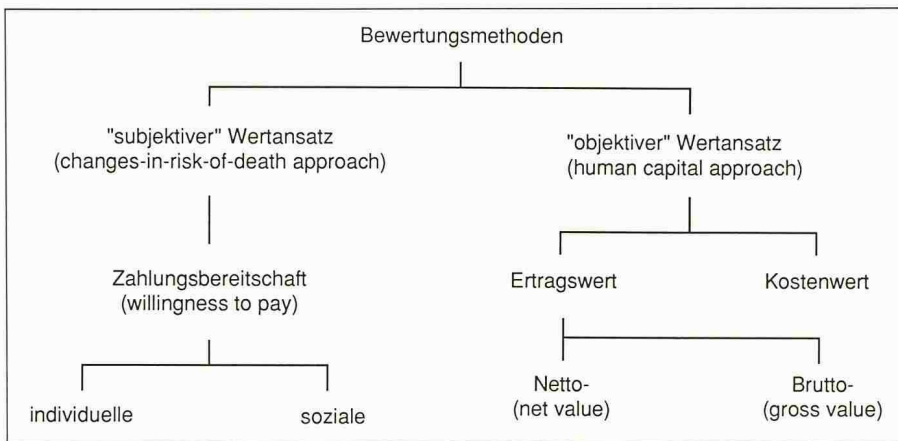 Bewertungsmethoden
"subjektiver" Wertansatz
(changes-in-risk-of-death approach)
"objektiver" Wertansatz
(human capital approach)
Zahlungsbereitschaft
(willingness to pay)
Ertragswert
Kostenwert
individuelle
soziale
Netto-
(net value)
Brutto-
(gross value)